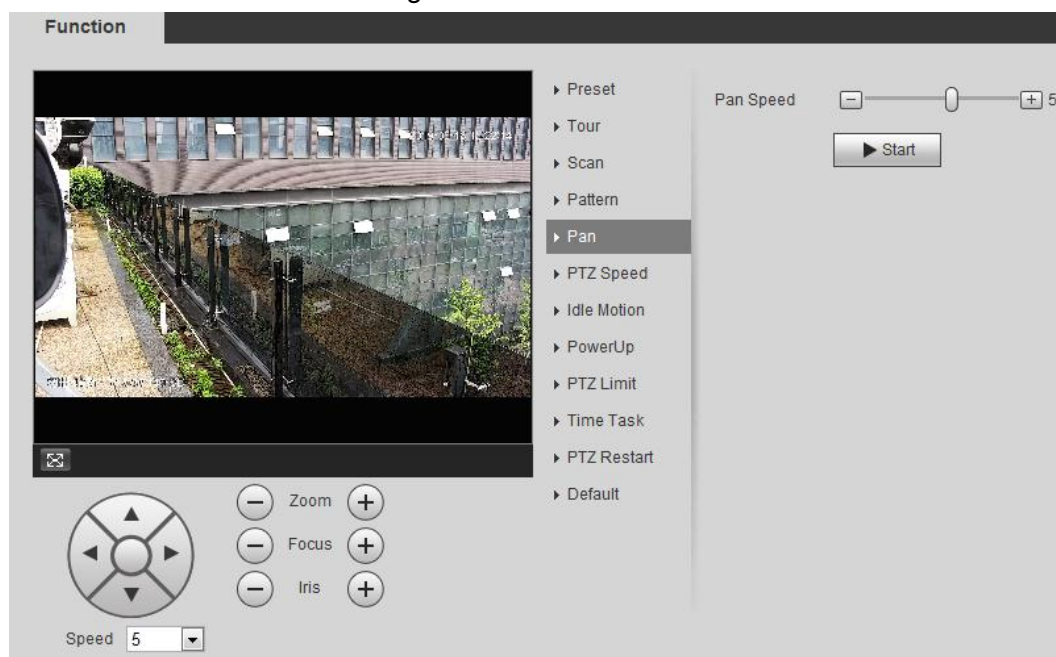 Function
Preset
Tour
Scan
Pattern
Pan
PTZ Speed
Idle Motion
PowerUp
PTZ Limit
Time Task
PTZ Restart
Default
Pan Speed
5
Start
Zoom
Focus
Iris
Speed 5